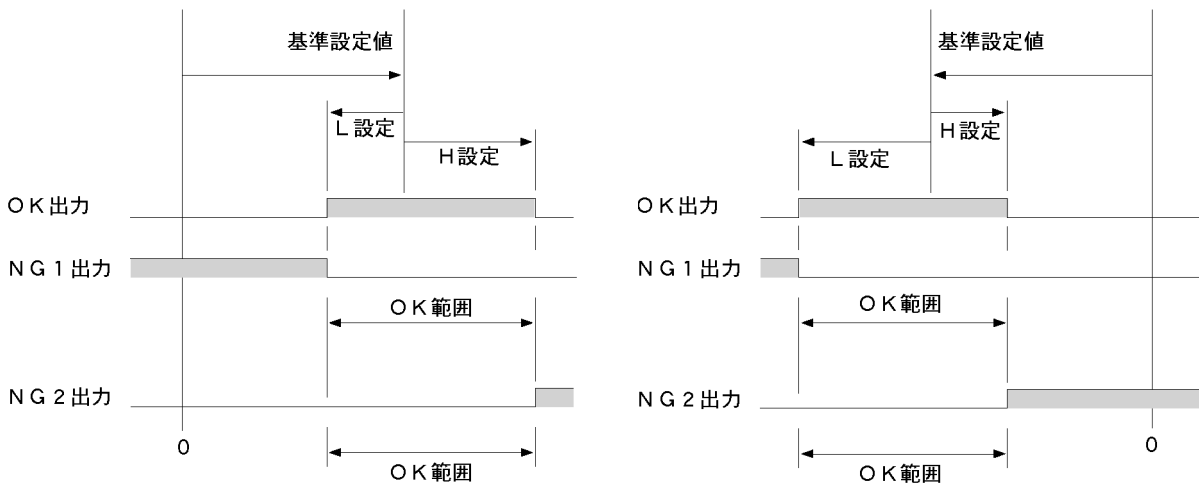 基準設定値
L設定
H設定
OK出力
NG1出力
OK範囲
NG2出力
0
OK範囲
基準設定値
H設定
L設定
OK出力
NG1出力
OK範囲
NG2出力
0
OK範囲